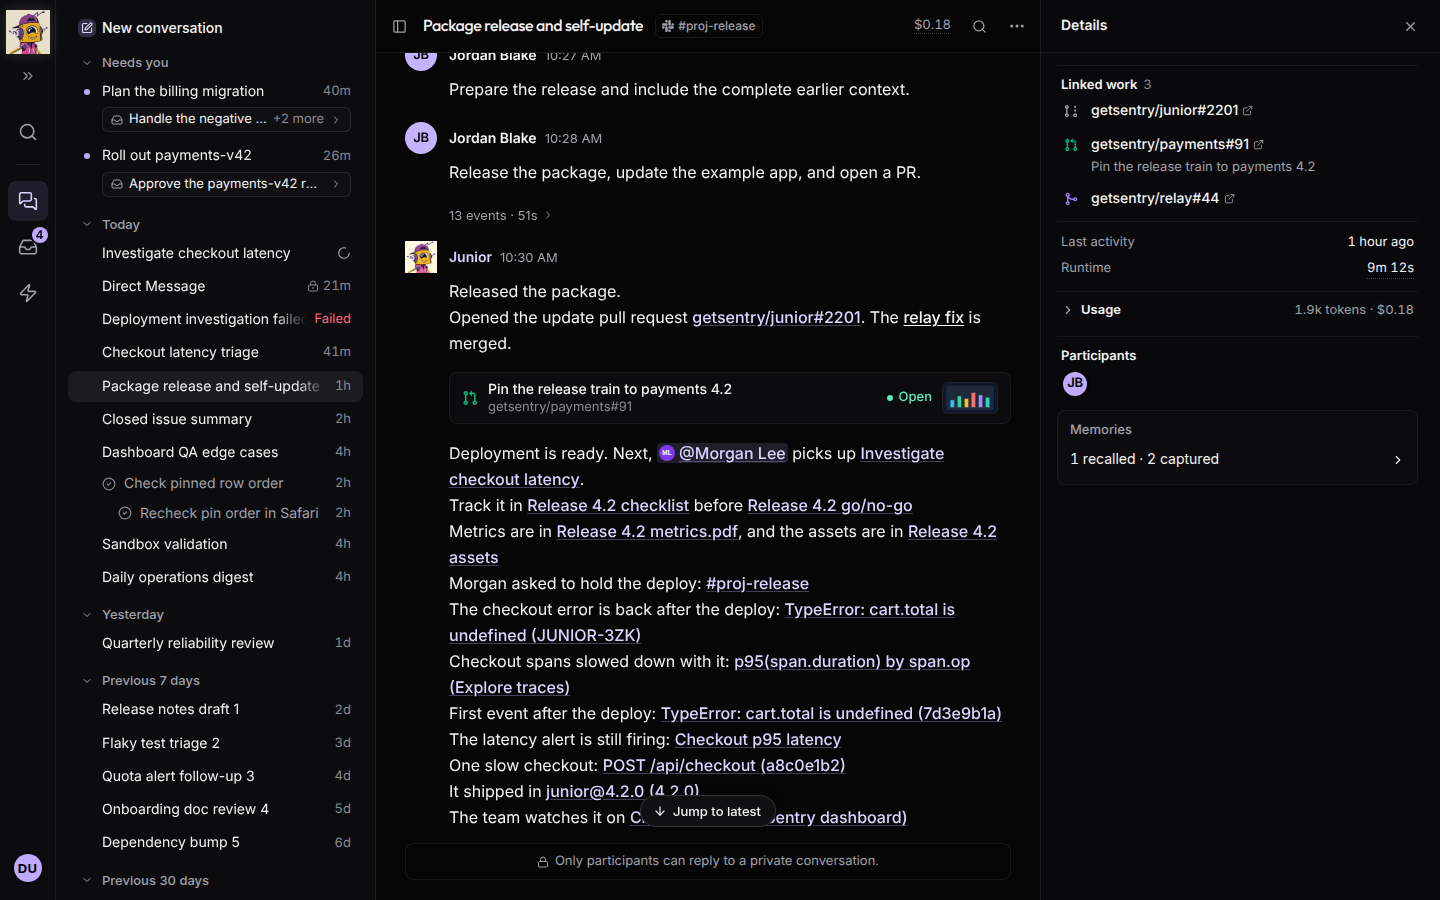 New conversation
Needs you
Plan the billing migration 40m
Handle the negative ... +2 more
Roll out payments-v42 26m
Approve the payments-v42 r...
Today
Investigate checkout latency
Direct Message 21m
Deployment investigation failed Failed
Checkout latency triage 41m
Package release and self-update 1h
Closed issue summary 2h
Dashboard QA edge cases 4h
Check pinned row order 2h
Recheck pin order in Safari 2h
Sandbox validation 4h
Daily operations digest 4h
Yesterday
Quarterly reliability review 1d
Previous 7 days
Release notes draft 1 2d
Flaky test triage 2 3d
Quota alert follow-up 3 4d
Onboarding doc review 4 5d
Dependency bump 5 6d
Previous 30 days
4
DU
Package release and self-update #proj-release $0.18
JB Jordan Blake 10:27 AM
Prepare the release and include the complete earlier context.
JB Jordan Blake 10:28 AM
Release the package, update the example app, and open a PR.
13 events · 51s
Junior 10:30 AM
Released the package.
Opened the update pull request getsentry/junior#2201. The relay fix is
merged.
Pin the release train to payments 4.2
getsentry/payments#91
Open
Deployment is ready. Next, ML @Morgan Lee picks up Investigate
checkout latency.
Track it in Release 4.2 checklist before Release 4.2 go/no-go
Metrics are in Release 4.2 metrics.pdf, and the assets are in Release 4.2
assets
Morgan asked to hold the deploy: #proj-release
The checkout error is back after the deploy: TypeError: cart.total is
undefined (JUNIOR-3ZK)
Checkout spans slowed down with it: p95(span.duration) by span.op
(Explore traces)
First event after the deploy: TypeError: cart.total is undefined (7d3e9b1a)
The latency alert is still firing: Checkout p95 latency
One slow checkout: POST /api/checkout (a8c0e1b2)
It shipped in junior@4.2.0 (4.2.0)
The team watches it on C entry dashboard)
Jump to latest
Only participants can reply to a private conversation.
Details
Linked work 3
getsentry/junior#2201
getsentry/payments#91
Pin the release train to payments 4.2
getsentry/relay#44
Last activity 1 hour ago
Runtime 9m 12s
Usage 1.9k tokens · $0.18
Participants
JB
Memories
1 recalled · 2 captured